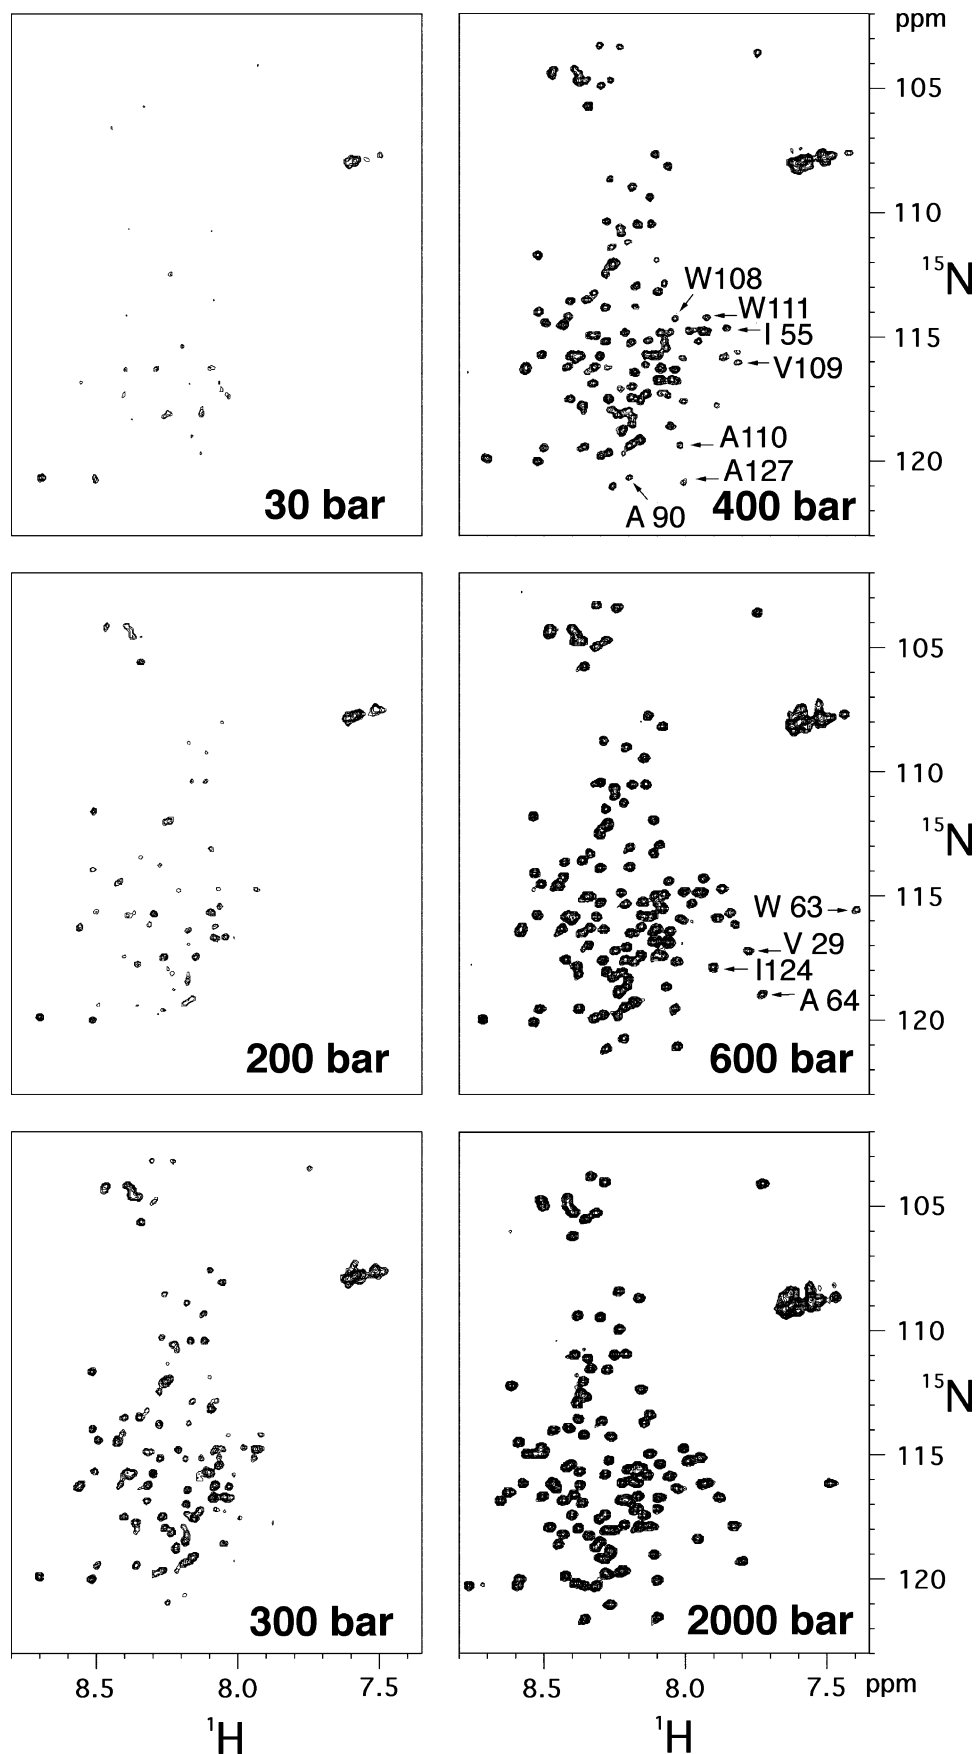 ppm
105
110
15N
W108
W111
115
I 55
V109
A110
120
A127
30 bar
400 bar
A 90
105
110
15N
115
W 63
V 29
I124
A 64
120
200 bar
600 bar
105
110
15N
115
120
300 bar
2000 bar
8.5 8.0 7.5 8.5 8.0 7.5 ppm
1H 1H